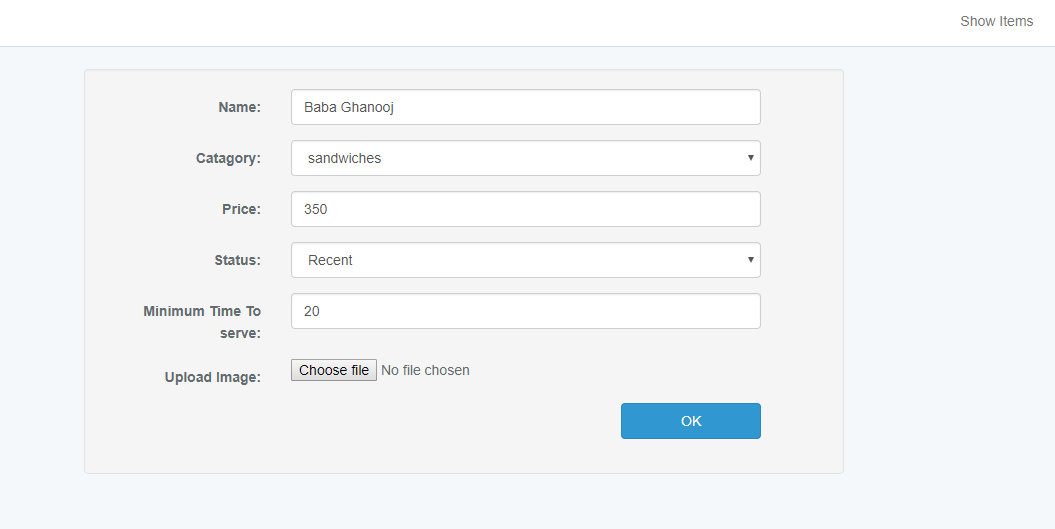 Show Items
Name: Baba Ghanooj
Catagory: sandwiches
Price: 350
Status: Recent
Minimum Time To
serve: 20
Upload Image: Choose file No file chosen
OK